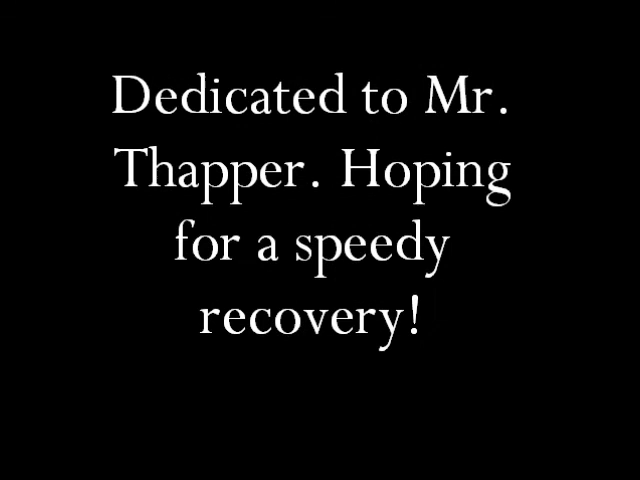 Dedicated to Mr.
Thapper. Hoping
for a speedy
recovery!